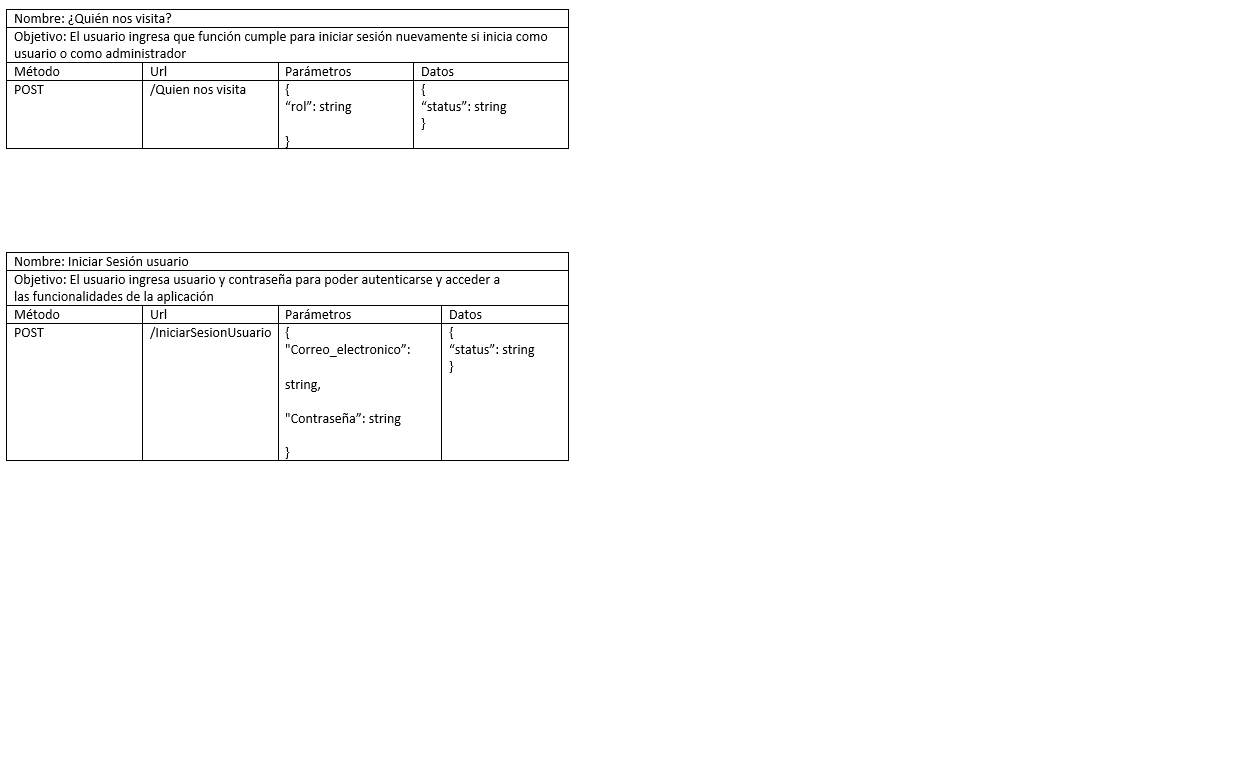 Nombre: ¿Quién nos visita?
Objetivo: El usuario ingresa que función cumple para iniciar sesión nuevamente si inicia como
usuario o como administrador
Método Url Parámetros Datos
POST /Quien nos visita { {
“rol”: string “status”: string
}
}
Nombre: Iniciar Sesión usuario
Objetivo: El usuario ingresa usuario y contraseña para poder autenticarse y acceder a
las funcionalidades de la aplicación
Método Url Parámetros Datos
POST /IniciarSesionUsuario { {
"Correo_electronico”: “status”: string
}
string,
"Contraseña”: string
}